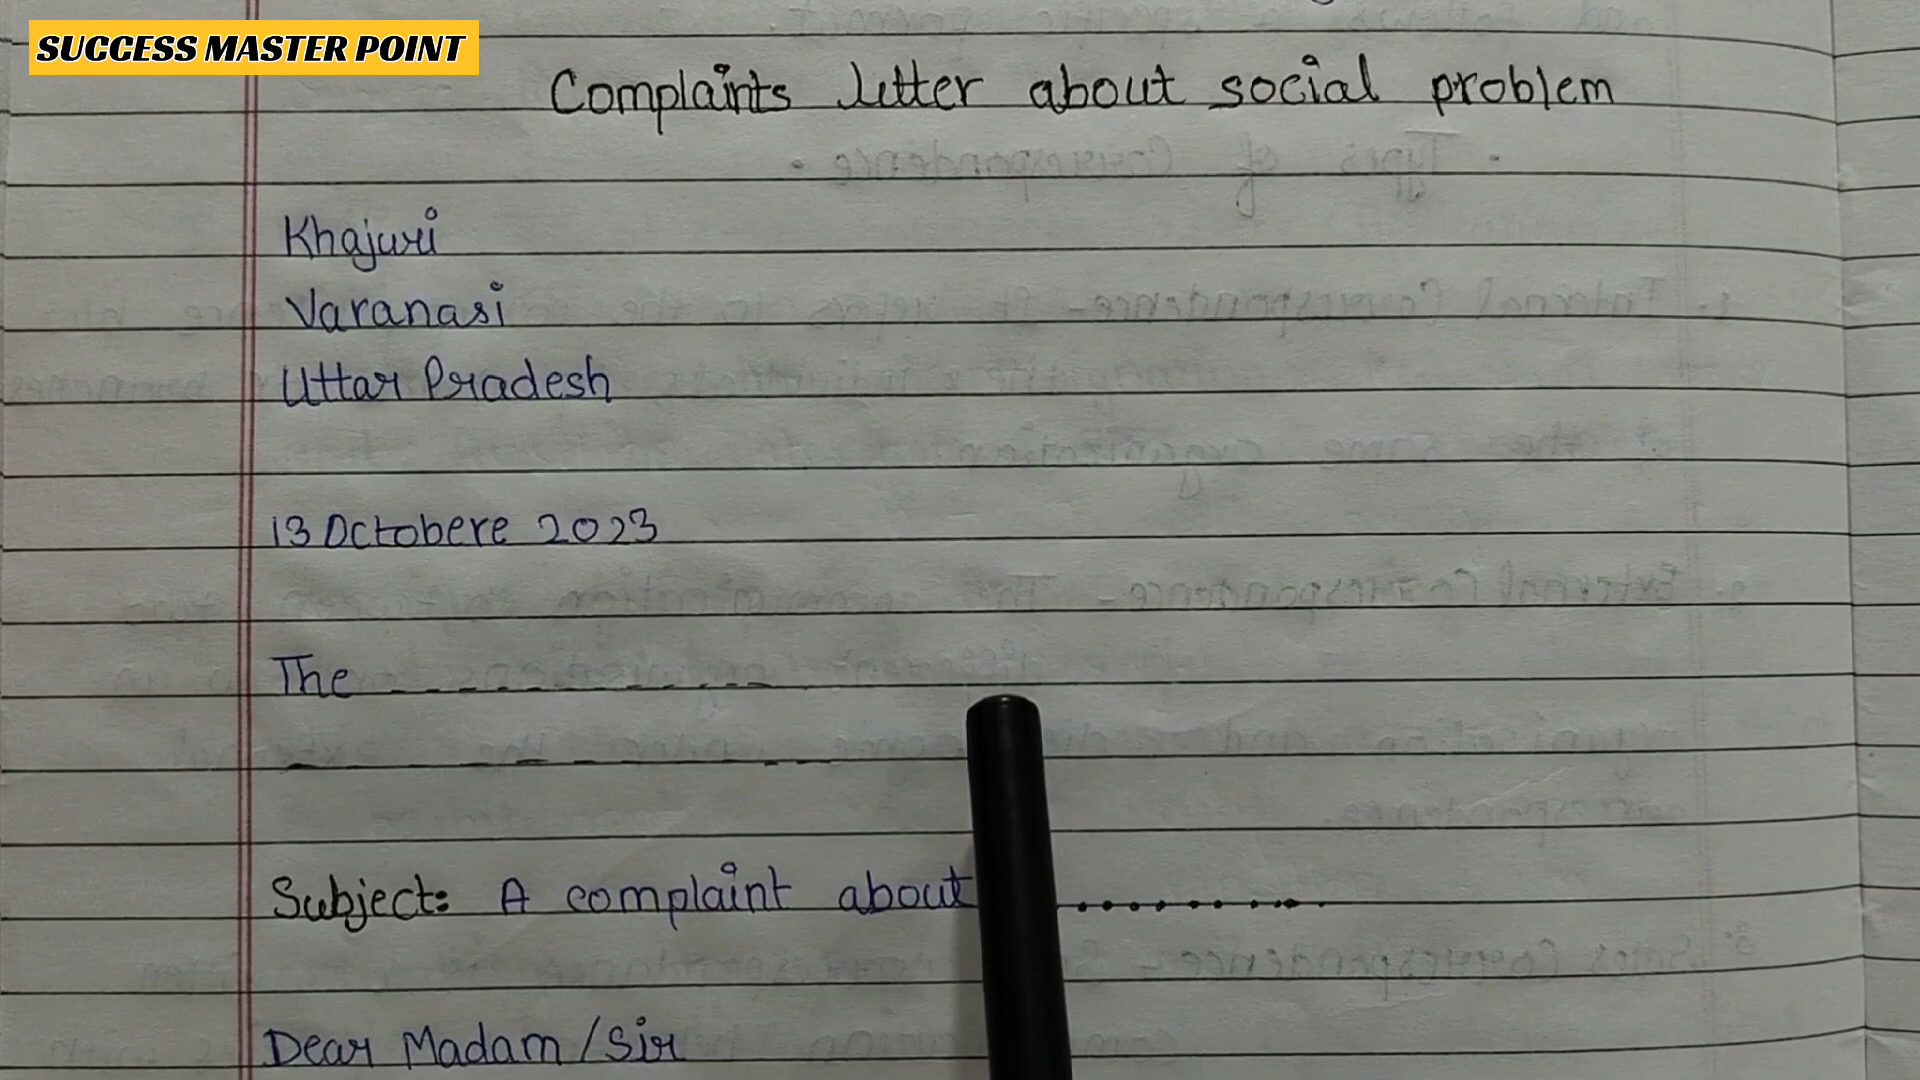 SUCCESS MASTER POINT
Complaints letter about social problem
Khajuri
Varanasi
Uttar Pradesh
13 Octobere 2023
The ------------
------------
Subject: A complaint about ..........
Dear Madam / Sir